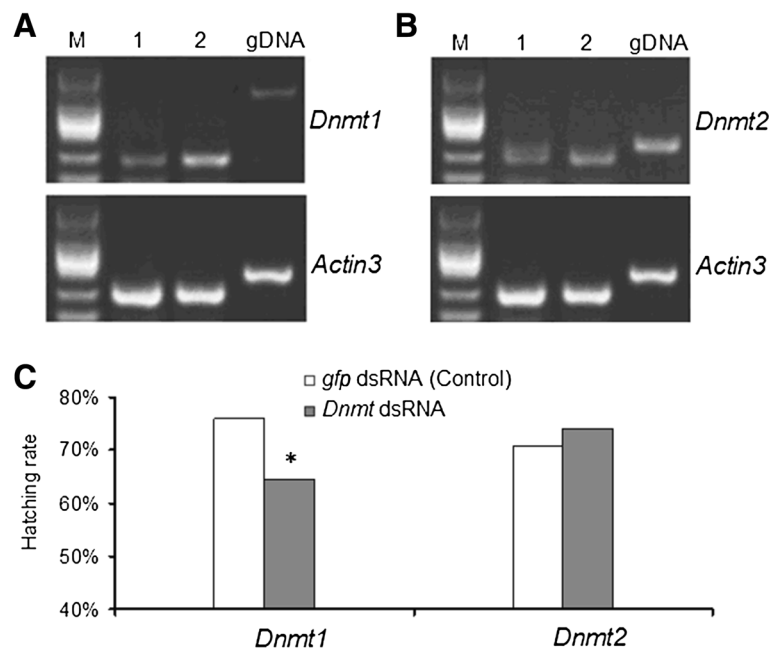 A
M 1 2 gDNA
Dnmt1
Actin3
B
M 1 2 gDNA
Dnmt2
Actin3
C
gfp dsRNA (Control)
Dnmt dsRNA
Hatching rate
80%
70%
60%
50%
40%
*
Dnmt1 Dnmt2